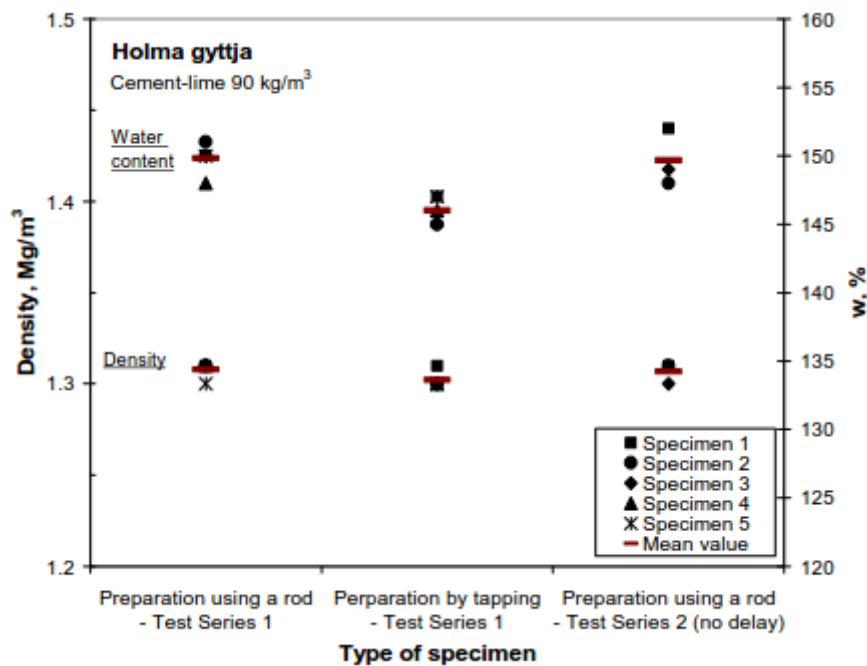 Holma gyttja
Cement-lime 90 kg/m³
Water
content
Density
Density, Mg/m³
1.5
1.4
1.3
1.2
w, %
160
155
150
145
140
135
130
125
120
Specimen 1
Specimen 2
Specimen 3
Specimen 4
Specimen 5
Mean value
Preparation using a rod
- Test Series 1
Perparation by tapping
- Test Series 1
Preparation using a rod
- Test Series 2 (no delay)
Type of specimen